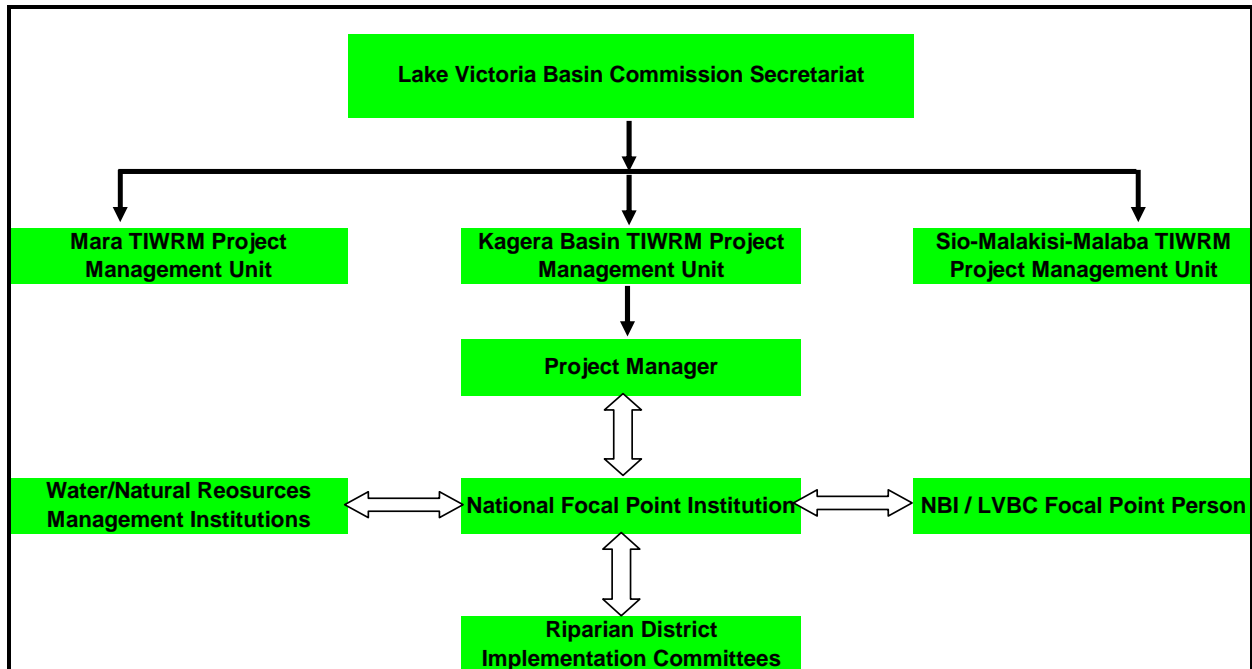 Lake Victoria Basin Commission Secretariat
Mara TIWRM Project
Management Unit
Kagera Basin TIWRM Project
Management Unit
Sio-Malakisi-Malaba TIWRM
Project Management Unit
Project Manager
Water/Natural Reosurces
Management Institutions
National Focal Point Institution
NBI / LVBC Focal Point Person
Riparian District
Implementation Committees